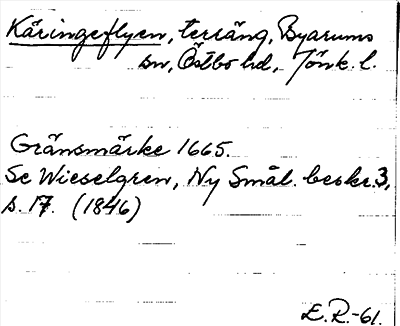 Käringeflyen, terräng, Byarums
sn, Östbo hd, Jönk. l.
Gränsmärke 1665.
Se Wieselgren, Ny Smål. beskr. 3,
s. 17. (1846)
E.R.-61.